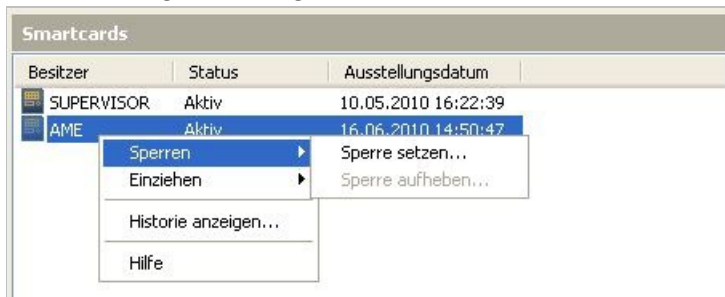 Smartcards
Besitzer Status Ausstellungsdatum
SUPERVISOR Aktiv 10.05.2010 16:22:39
AME Aktiv 16.06.2010 14:50:47
Sperren Sperre setzen...
Einziehen Sperre aufheben...
Historie anzeigen...
Hilfe